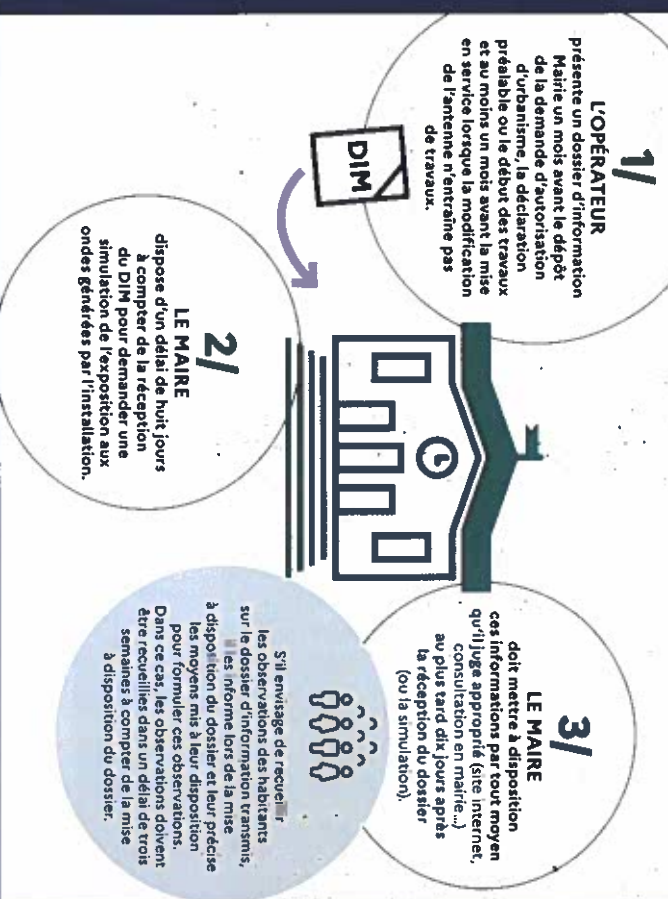 1/
L'OPÉRATEUR
présente un dossier d'information
Mairie un mois avant le dépôt
de la demande d'autorisation
d'urbanisme, la déclaration
préalable ou le début des travaux
et au moins un mois avant la mise
en service lorsque la modification
de l'antenne n'entraîne pas
de travaux.
DIM
2/
LE MAIRE
dispose d'un délai de huit jours
à compter de la réception
du DIM pour demander une
simulation de l'exposition aux
ondes générées par l'installation.
3/
LE MAIRE
doit mettre à disposition
ces informations par tout moyen
qu'il juge approprié (site internet,
consultation en mairie...)
au plus tard dix jours après
la réception du dossier
(ou la simulation).
S'il envisage de recueillir
les observations des habitants
sur le dossier d'information transmis,
il les informe lors de la mise
à disposition du dossier et leur précise
les moyens mis à leur disposition
pour formuler ces observations.
Dans ce cas, les observations doivent
être recueillies dans un délai de trois
semaines à compter de la mise
à disposition du dossier.